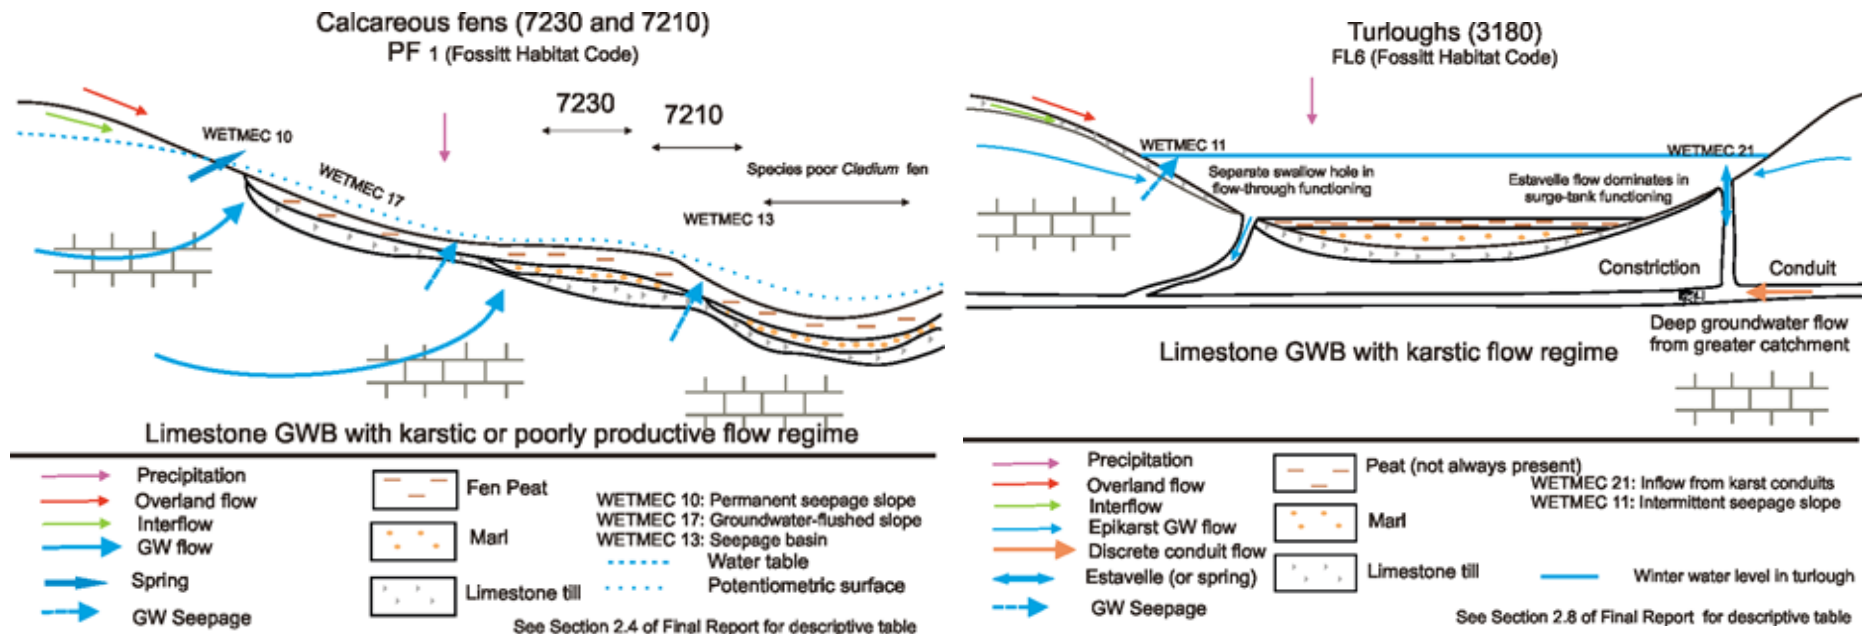 Calcareous fens (7230 and 7210)
PF 1 (Fossitt Habitat Code)
7230
7210
WETMEC 10
WETMEC 17
Species poor Cladium fen
WETMEC 13
Limestone GWB with karstic or poorly productive flow regime
Precipitation
Overland flow
Interflow
GW flow
Spring
GW Seepage
Fen Peat
Marl
Limestone till
WETMEC 10: Permanent seepage slope
WETMEC 17: Groundwater-flushed slope
WETMEC 13: Seepage basin
Water table
Potentiometric surface
See Section 2.4 of Final Report for descriptive table
Turloughs (3180)
FL6 (Fossitt Habitat Code)
WETMEC 11
WETMEC 21
Separate swallow hole in
flow-through functioning
Estavelle flow dominates in
surge-tank functioning
Constriction
Conduit
Deep groundwater flow
from greater catchment
Limestone GWB with karstic flow regime
Precipitation
Overland flow
Interflow
Epikarst GW flow
Discrete conduit flow
Estavelle (or spring)
GW Seepage
Peat (not always present)
Marl
Limestone till
WETMEC 21: Inflow from karst conduits
WETMEC 11: Intermittent seepage slope
Winter water level in turlough
See Section 2.8 of Final Report for descriptive table